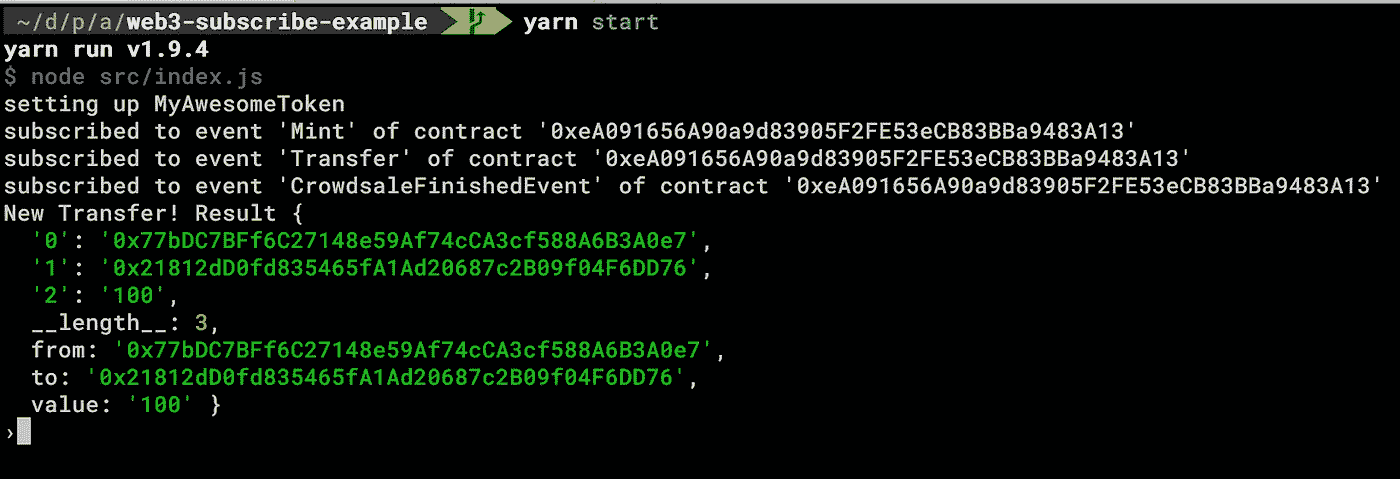 ~/d/p/a/web3-subscribe-example yarn start
yarn run v1.9.4
$ node src/index.js
setting up MyAwesomeToken
subscribed to event 'Mint' of contract '0xeA091656A90a9d83905F2FE53eCB83BBa9483A13'
subscribed to event 'Transfer' of contract '0xeA091656A90a9d83905F2FE53eCB83BBa9483A13'
subscribed to event 'CrowdsaleFinishedEvent' of contract '0xeA091656A90a9d83905F2FE53eCB83BBa9483A13'
New Transfer! Result {
  '0': '0x77bDC7BFf6C27148e59Af74cCA3cf588A6B3A0e7',
  '1': '0x21812dD0fd835465fA1Ad20687c2B09f04F6DD76',
  '2': '100',
  __length__: 3,
  from: '0x77bDC7BFf6C27148e59Af74cCA3cf588A6B3A0e7',
  to: '0x21812dD0fd835465fA1Ad20687c2B09f04F6DD76',
  value: '100' }
›